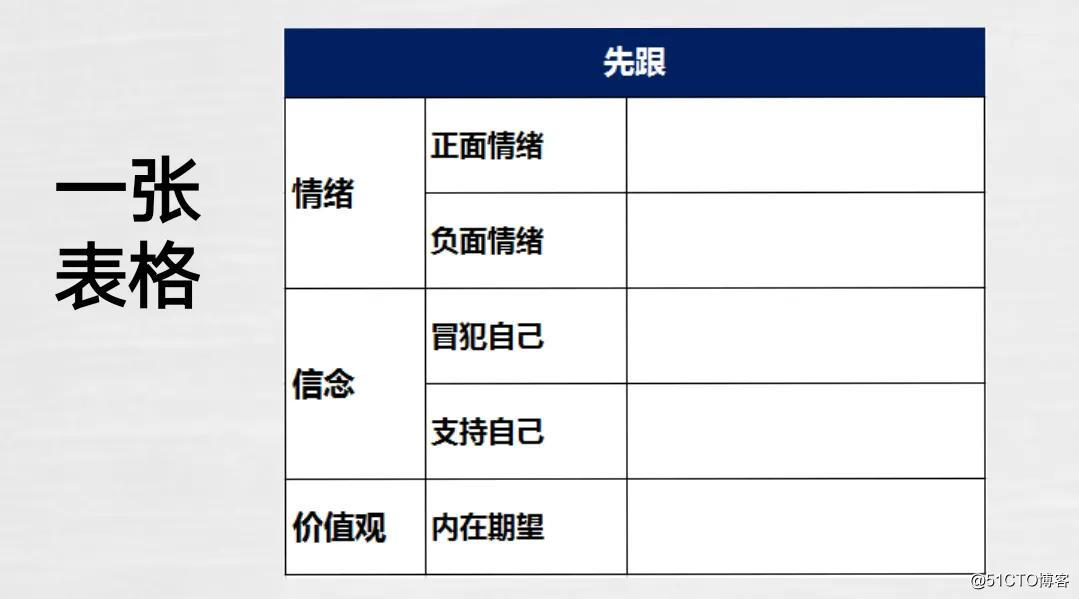 一张
表格
先跟
情绪
正面情绪
负面情绪
信念
冒犯自己
支持自己
价值观
内在期望
@51CTO博客